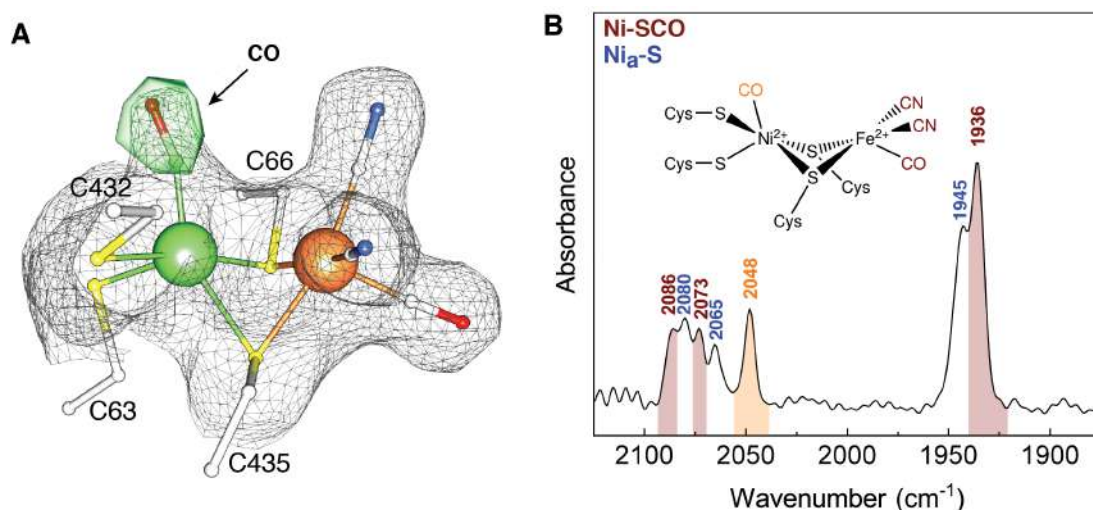 A
CO
C66
C432
C63
C435
B
Ni-SCO
Niₐ-S
CO
Cys
S
Ni²⁺
S
Fe²⁺
CN
CN
Cys
S
S
CO
Cys
Cys
2086
2080
2073
2065
2048
1945
1936
Absorbance
2100
2050
2000
1950
1900
Wavenumber (cm⁻¹)